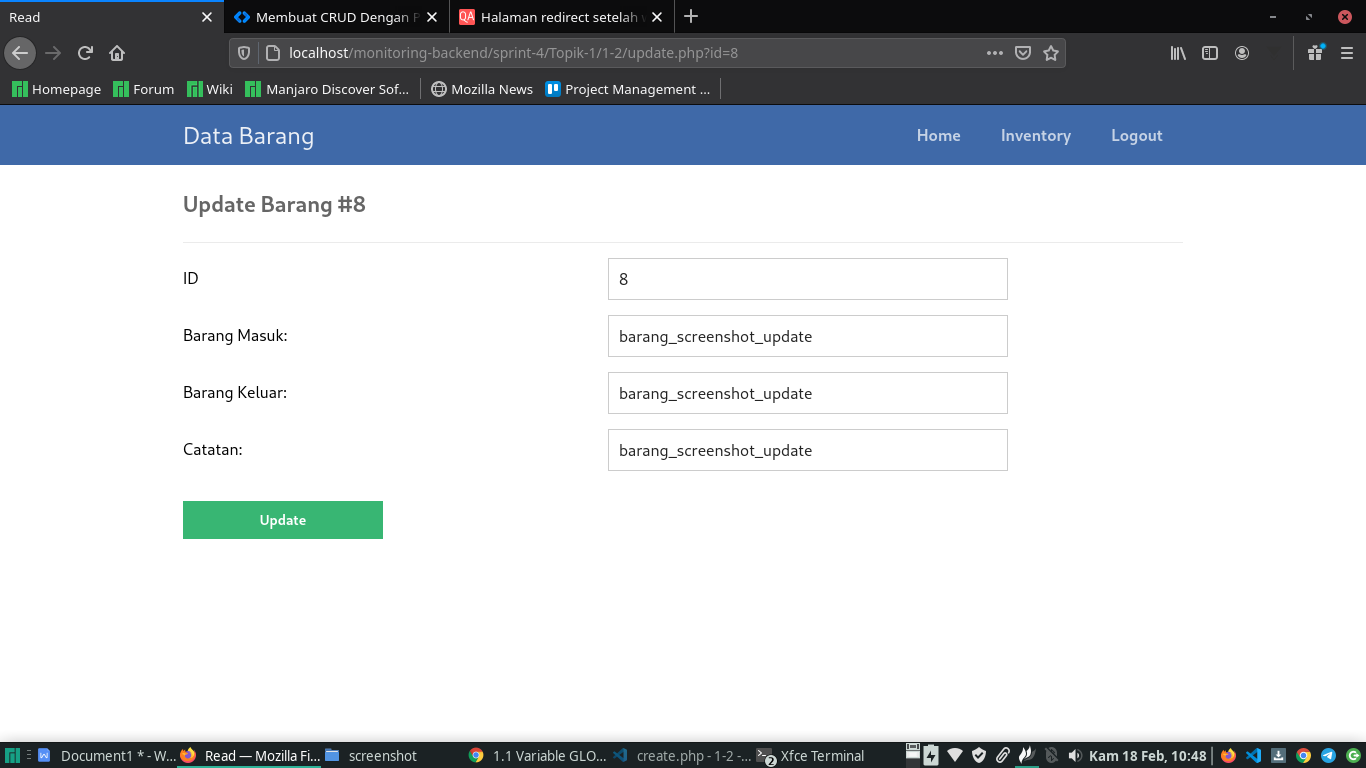 Read
Membuat CRUD Dengan P
QA Halaman redirect setelah
localhost/monitoring-backend/sprint-4/Topik-1/1-2/update.php?id=8
Homepage Forum Wiki Manjaro Discover Sof... Mozilla News Project Management ...
Data Barang
Home Inventory Logout
Update Barang #8
ID
8
Barang Masuk:
barang_screenshot_update
Barang Keluar:
barang_screenshot_update
Catatan:
barang_screenshot_update
Update
Document1 * - W... Read — Mozilla Fi... screenshot 1.1 Variable GLO... create.php - 1-2 -... 2 Xfce Terminal Kam 18 Feb, 10:48